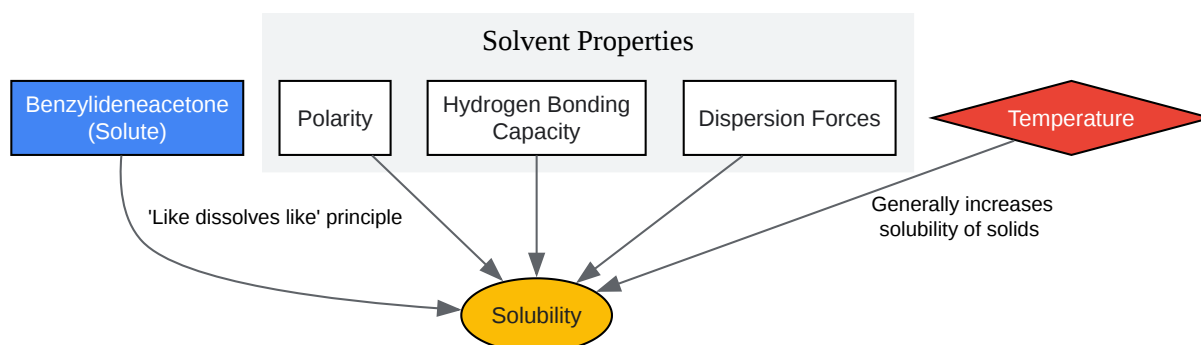 Solvent Properties
Benzylideneacetone
(Solute)
Polarity
Hydrogen Bonding
Capacity
Dispersion Forces
Temperature
'Like dissolves like' principle
Generally increases
solubility of solids
Solubility